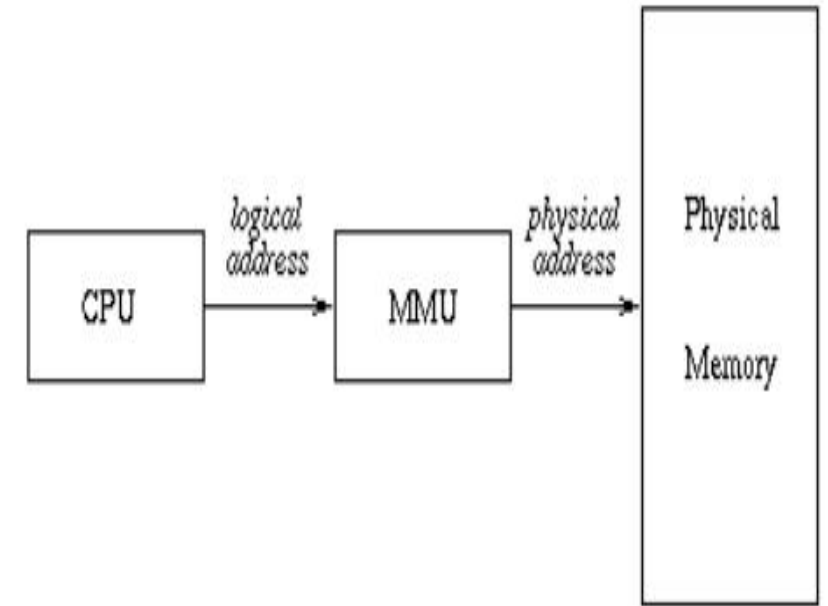 CPU
logical
address
MMU
physical
address
Physical
Memory